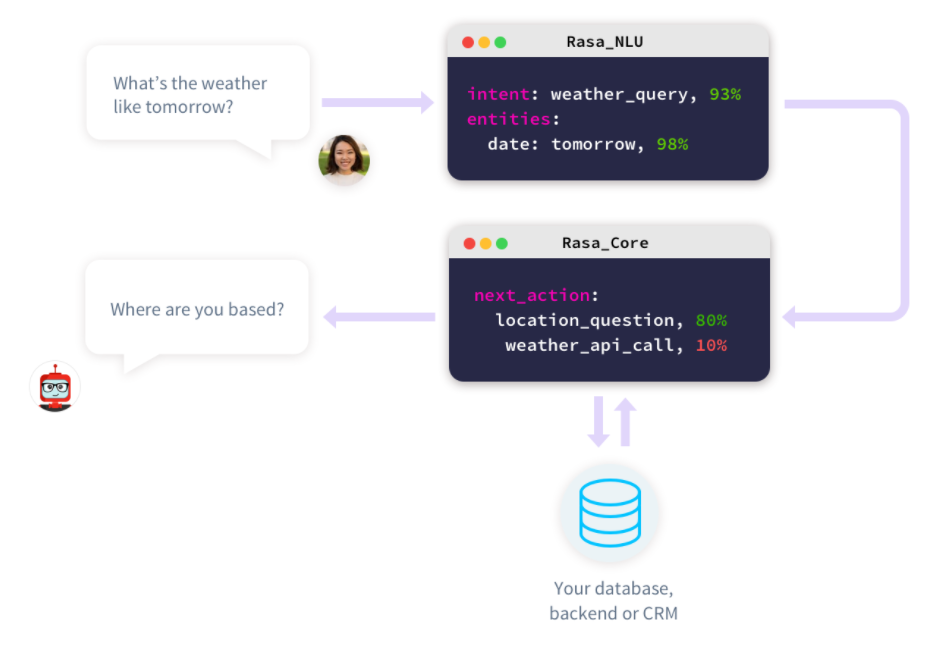 What’s the weather
like tomorrow?
Rasa_NLU
intent: weather_query, 93%
entities:
date: tomorrow, 98%
Rasa_Core
next_action:
location_question, 80%
weather_api_call, 10%
Where are you based?
Your database,
backend or CRM